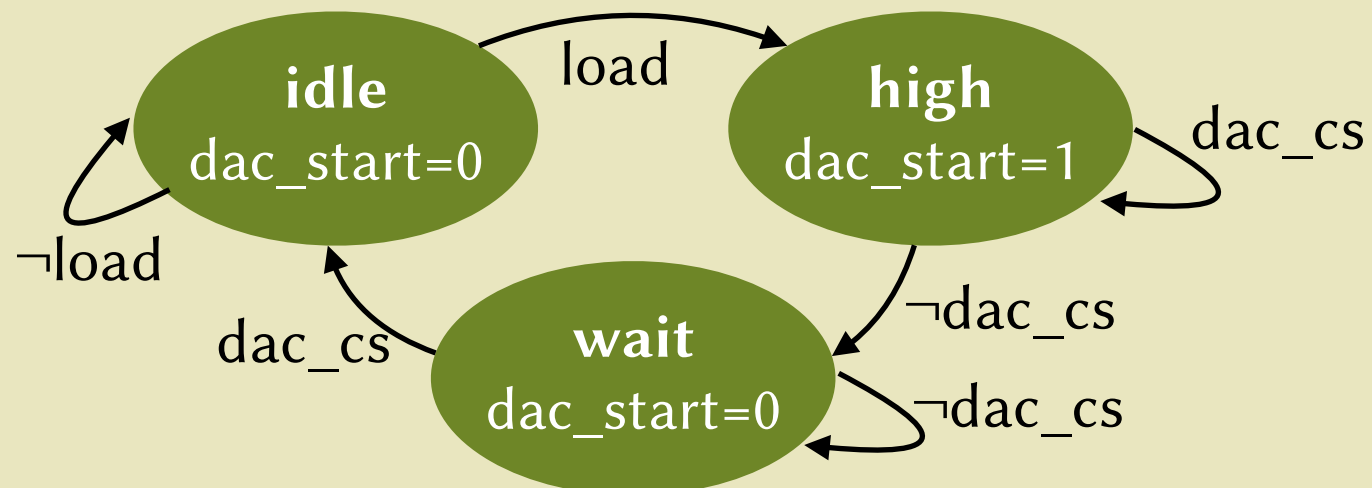 load
idle
dac_start=0
high
dac_start=1
dac_cs
¬load
dac_cs
wait
dac_start=0
¬dac_cs
¬dac_cs